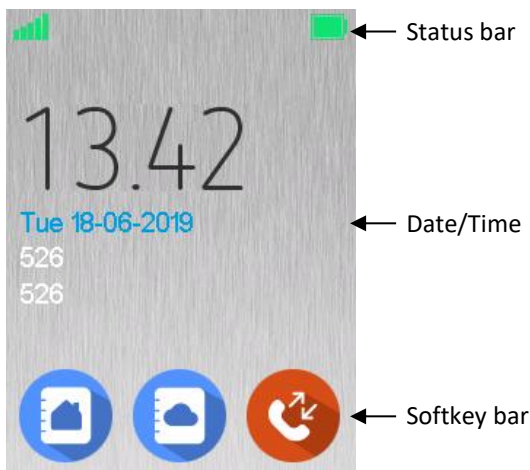 Status bar
13.42
Tue 18-06-2019
Date/Time
526
526
Softkey bar